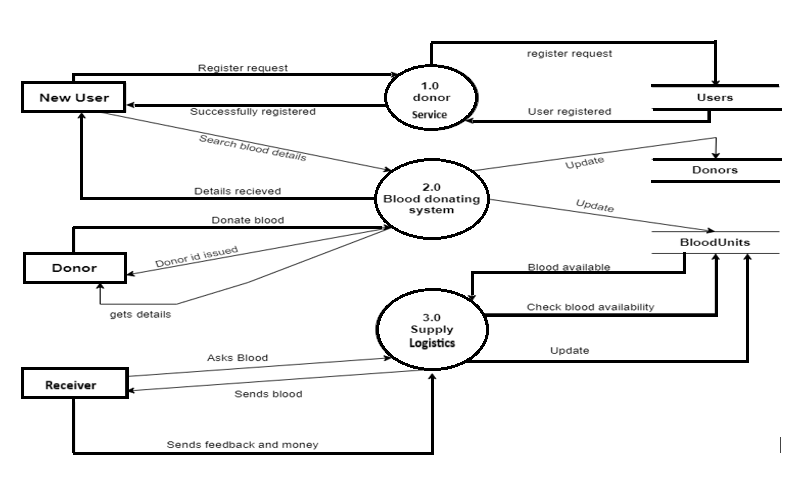 register request
Register request
1.0
donor
Service
New User
Users
Successfully registered
User registered
Search blood details
Update
Donors
Details recieved
2.0
Blood donating
system
Update
Donate blood
BloodUnits
Donor id issued
Donor
Blood available
gets details
Check blood availability
3.0
Supply
Logistics
Update
Asks Blood
Receiver
Sends blood
Sends feedback and money